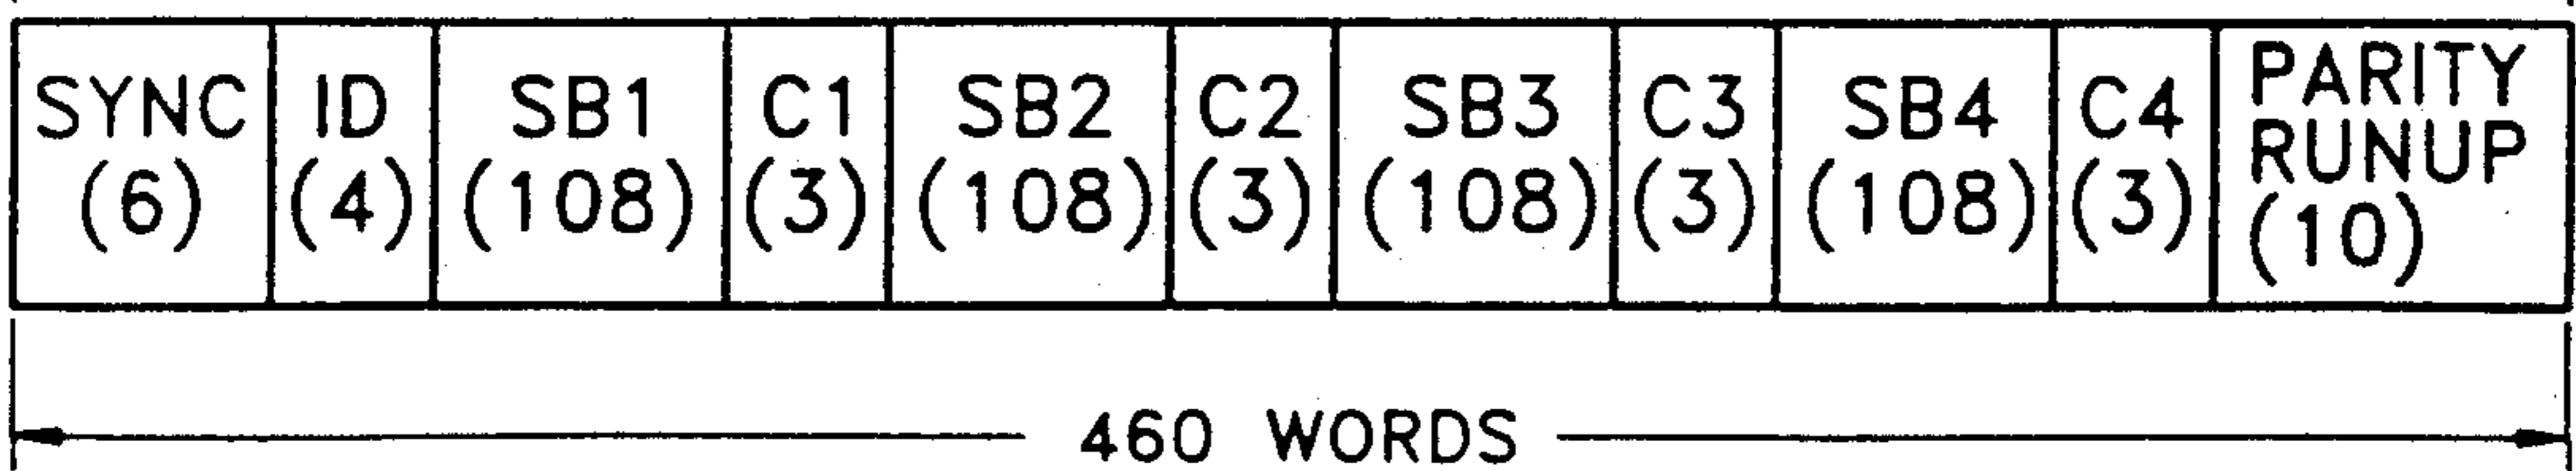 SYNC
(6)
ID
(4)
SB1
(108)
C1
(3)
SB2
(108)
C2
(3)
SB3
(108)
C3
(3)
SB4
(108)
C4
(3)
PARITY
RUNUP
(10)
460 WORDS